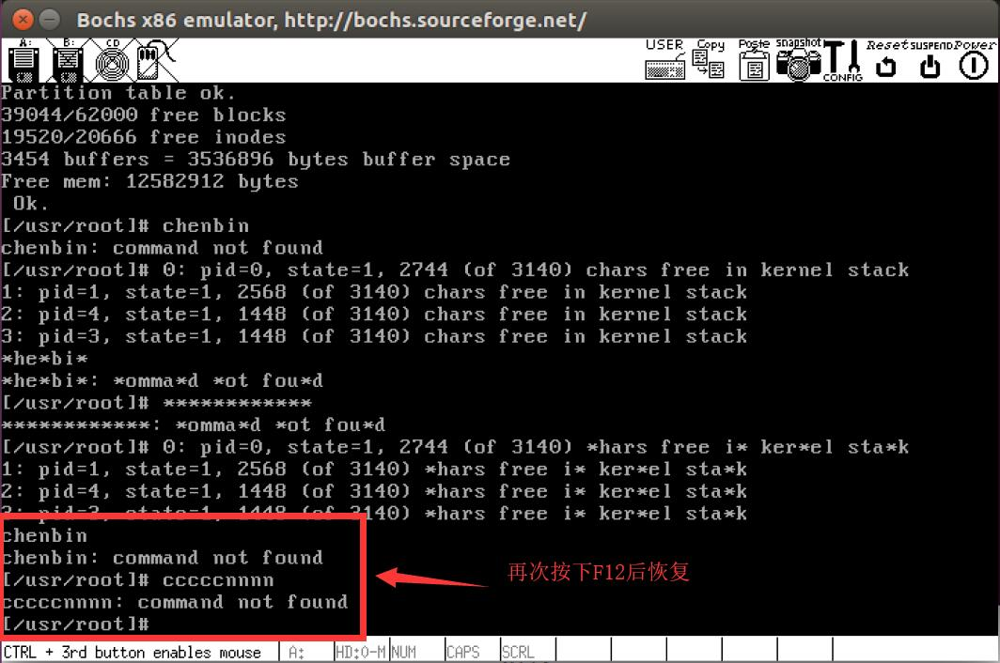 Bochs x86 emulator, http://bochs.sourceforge.net/
A: B: CD USER Copy Paste snapshot CONFIG Reset SUSPEND Power
Partition table ok.
39044/62000 free blocks
19520/20666 free inodes
3454 buffers = 3536896 bytes buffer space
Free mem: 12582912 bytes
Ok.
[/usr/root]# chenbin
chenbin: command not found
[/usr/root]# 0: pid=0, state=1, 2744 (of 3140) chars free in kernel stack
1: pid=1, state=1, 2568 (of 3140) chars free in kernel stack
2: pid=4, state=1, 1448 (of 3140) chars free in kernel stack
3: pid=3, state=1, 1448 (of 3140) chars free in kernel stack
*he*bi*
*he*bi*: *omma*d *ot fou*d
[/usr/root]# ************
************: *omma*d *ot fou*d
[/usr/root]# 0: pid=0, state=1, 2744 (of 3140) *hars free i* ker*el sta*k
1: pid=1, state=1, 2568 (of 3140) *hars free i* ker*el sta*k
2: pid=4, state=1, 1448 (of 3140) *hars free i* ker*el sta*k
3: pid=3, state=1, 1448 (of 3140) *hars free i* ker*el sta*k
chenbin
chenbin: command not found
[/usr/root]# cccccnnnn
cccccnnnn: command not found
[/usr/root]#
再次按下F12后恢复
CTRL + 3rd button enables mouse A: HD:0-M NUM CAPS SCRL